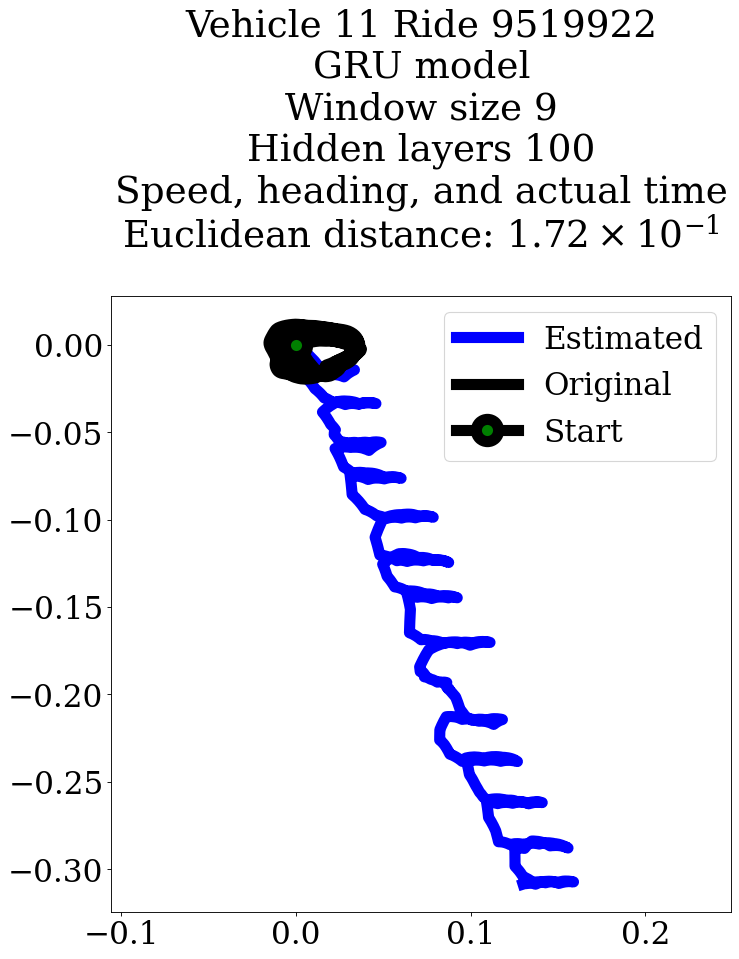 Vehicle 11 Ride 9519922
GRU model
Window size 9
Hidden layers 100
Speed, heading, and actual time
Euclidean distance: 1.72 × 10⁻¹
Estimated
Original
Start
0.00
−0.05
−0.10
−0.15
−0.20
−0.25
−0.30
−0.1 0.0 0.1 0.2